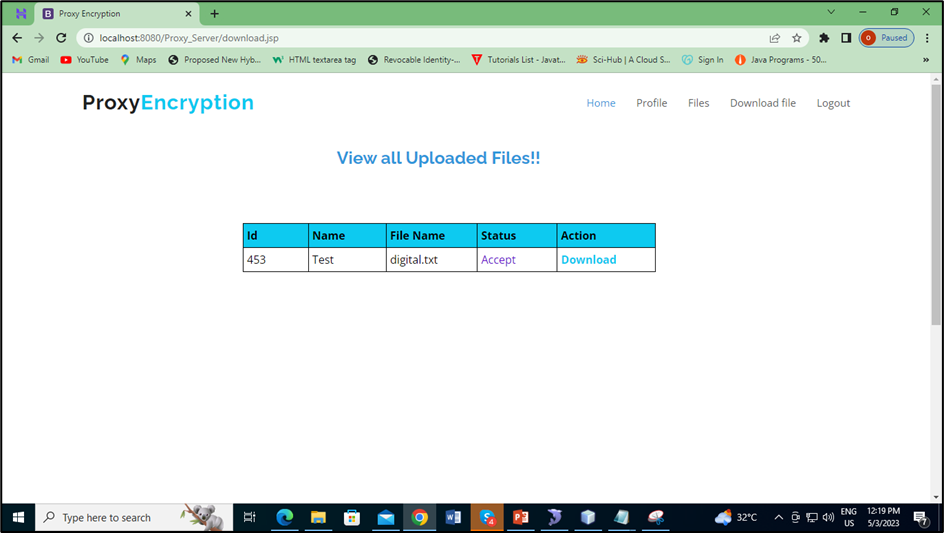 Proxy Encryption
localhost:8080/Proxy_Server/download.jsp
Paused
Gmail YouTube Maps Proposed New Hyb... HTML textarea tag Revocable Identity-... Tutorials List - Javat... Sci-Hub | A Cloud S... Sign In Java Programs - 50... »
ProxyEncryption
Home Profile Files Download file Logout
View all Uploaded Files!!
Id Name File Name Status Action
453 Test digital.txt Accept Download
Type here to search
32°C
ENG
US
12:19 PM
5/3/2023